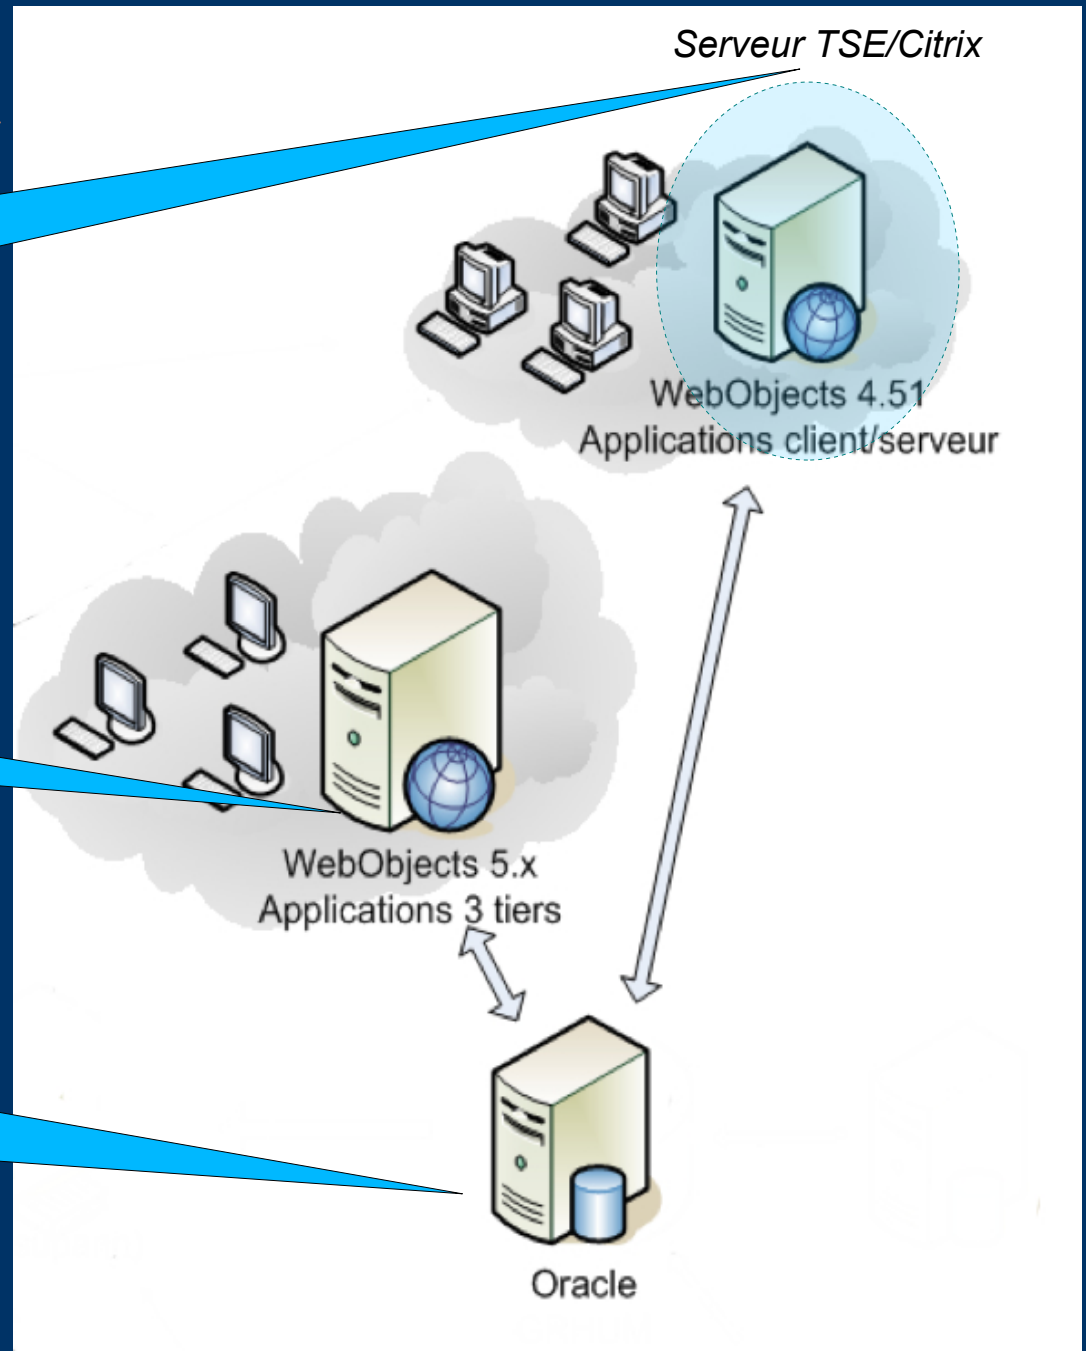 Serveur TSE/Citrix
WebObjects 4.51
Applications client/serveur
WebObjects 5.x
Applications 3 tiers
Oracle